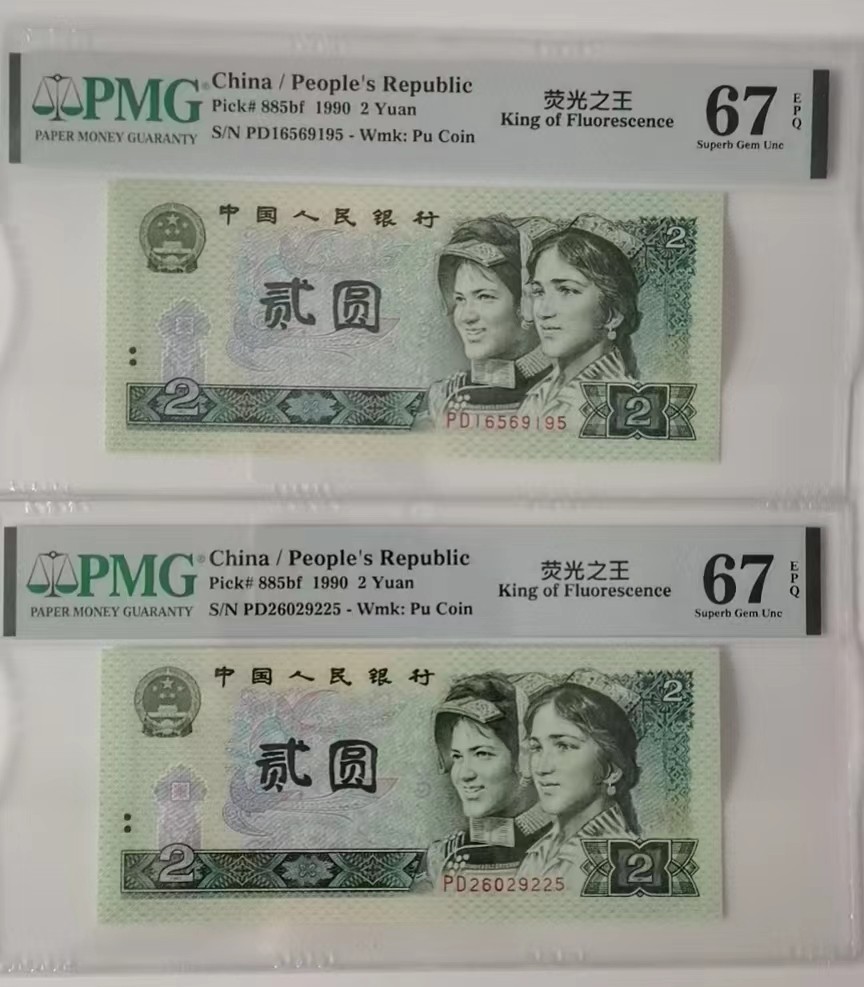 PMG
PAPER MONEY GUARANTY
China / People's Republic
Pick# 885bf 1990 2 Yuan
S/N PD16569195 - Wmk: Pu Coin
荧光之王
King of Fluorescence
67
EPQ
Superb Gem Unc
中国人民银行
2
贰圆
2
PD16569195
2
PMG
PAPER MONEY GUARANTY
China / People's Republic
Pick# 885bf 1990 2 Yuan
S/N PD26029225 - Wmk: Pu Coin
荧光之王
King of Fluorescence
67
EPQ
Superb Gem Unc
中国人民银行
2
贰圆
2
PD26029225
2